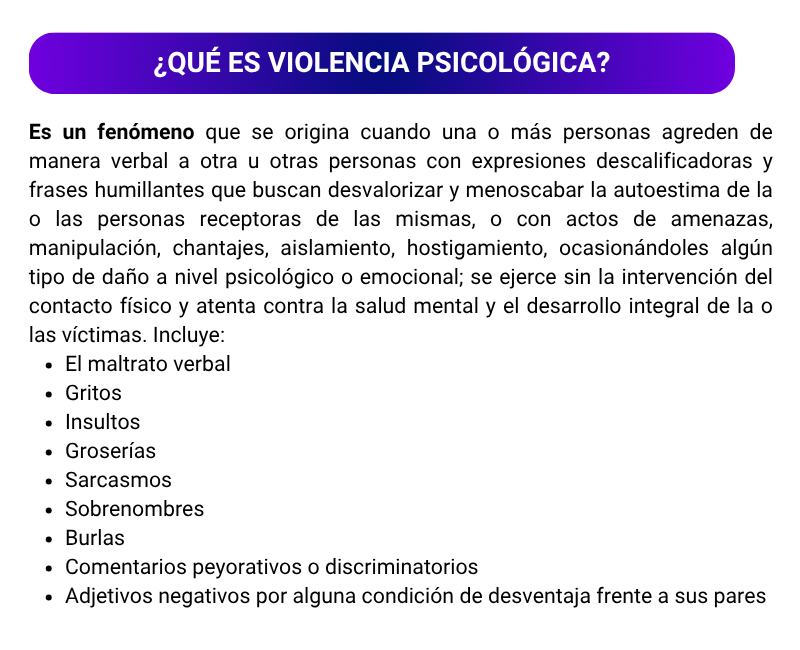 ¿QUÉ ES VIOLENCIA PSICOLÓGICA?
Es un fenómeno que se origina cuando una o más personas agreden de
manera verbal a otra u otras personas con expresiones descalificadoras y
frases humillantes que buscan desvalorizar y menoscabar la autoestima de la
o las personas receptoras de las mismas, o con actos de amenazas,
manipulación, chantajes, aislamiento, hostigamiento, ocasionándoles algún
tipo de daño a nivel psicológico o emocional; se ejerce sin la intervención del
contacto físico y atenta contra la salud mental y el desarrollo integral de la o
las víctimas. Incluye:
• El maltrato verbal
• Gritos
• Insultos
• Groserías
• Sarcasmos
• Sobrenombres
• Burlas
• Comentarios peyorativos o discriminatorios
• Adjetivos negativos por alguna condición de desventaja frente a sus pares